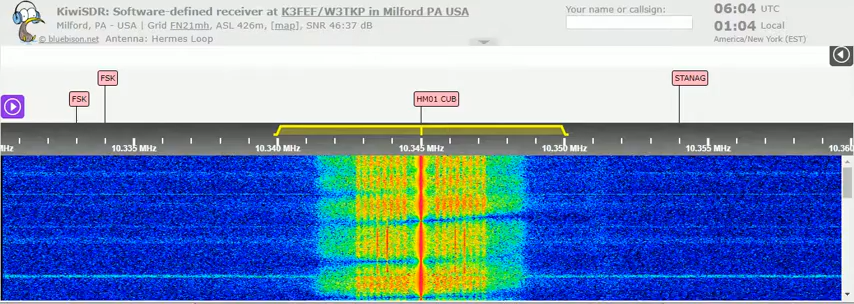 KiwiSDR: Software-defined receiver at K3FEF/W3TKP in Milford PA USA
Milford, PA - USA | Grid FN21mh, ASL 426m, [map], SNR 46:37 dB
© bluebison.net Antenna: Hermes Loop
Your name or callsign:
06:04 UTC
01:04 Local
America/New York (EST)
FSK
FSK
HM01 CUB
STANAG
MHz 10.335 MHz 10.340 MHz 10.345 MHz 10.350 MHz 10.355 MHz 10.360